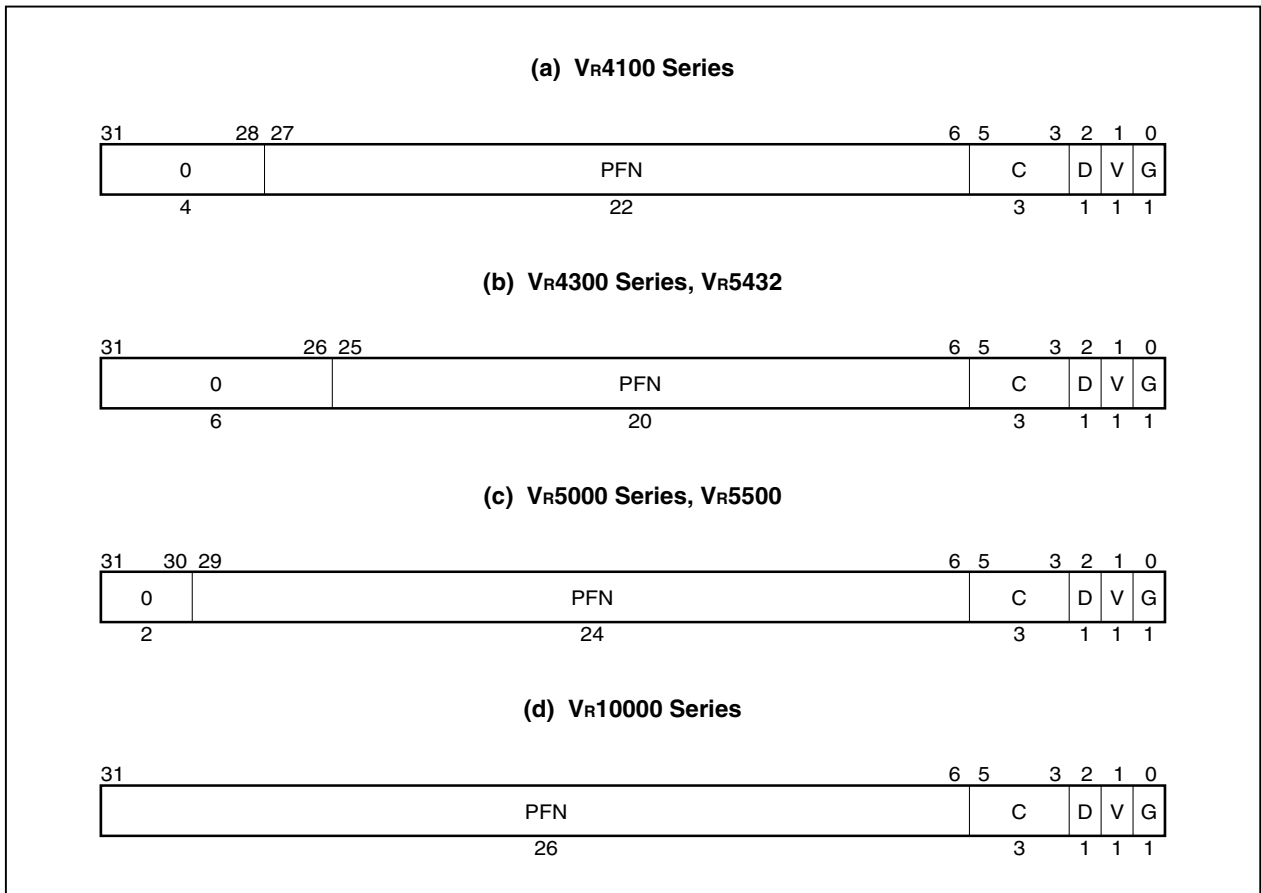 (a) VR4100 Series
31 28 27 6 5 3 2 1 0
0 PFN C D V G
4 22 3 1 1 1
(b) VR4300 Series, VR5432
31 26 25 6 5 3 2 1 0
0 PFN C D V G
6 20 3 1 1 1
(c) VR5000 Series, VR5500
31 30 29 6 5 3 2 1 0
0 PFN C D V G
2 24 3 1 1 1
(d) VR10000 Series
31 6 5 3 2 1 0
PFN C D V G
26 3 1 1 1